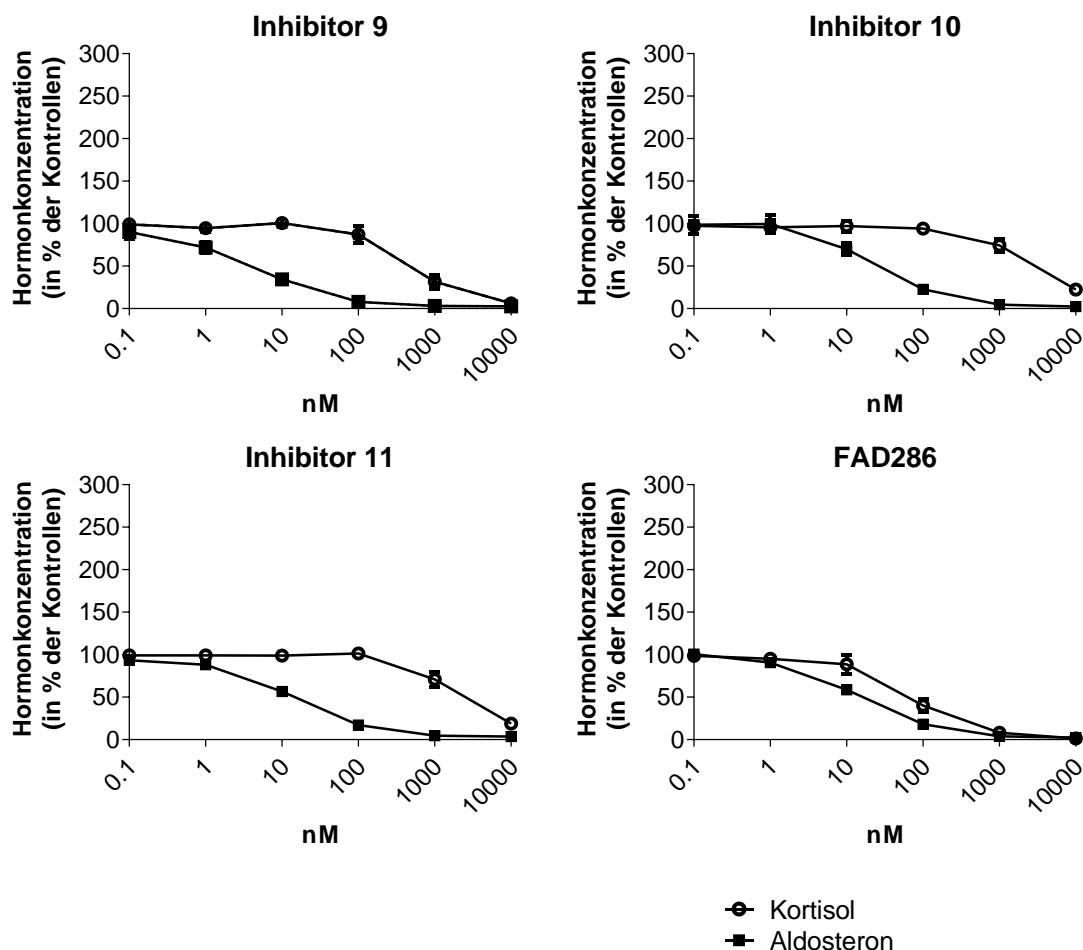 Inhibitor 9
Hormonkonzentration
(in % der Kontrollen)
300
250
200
150
100
50
0
0.1
1
10
100
1000
10000
nM
Inhibitor 10
Hormonkonzentration
(in % der Kontrollen)
300
250
200
150
100
50
0
0.1
1
10
100
1000
10000
nM
Inhibitor 11
Hormonkonzentration
(in % der Kontrollen)
300
250
200
150
100
50
0
0.1
1
10
100
1000
10000
nM
FAD286
Hormonkonzentration
(in % der Kontrollen)
300
250
200
150
100
50
0
0.1
1
10
100
1000
10000
nM
Kortisol
Aldosteron